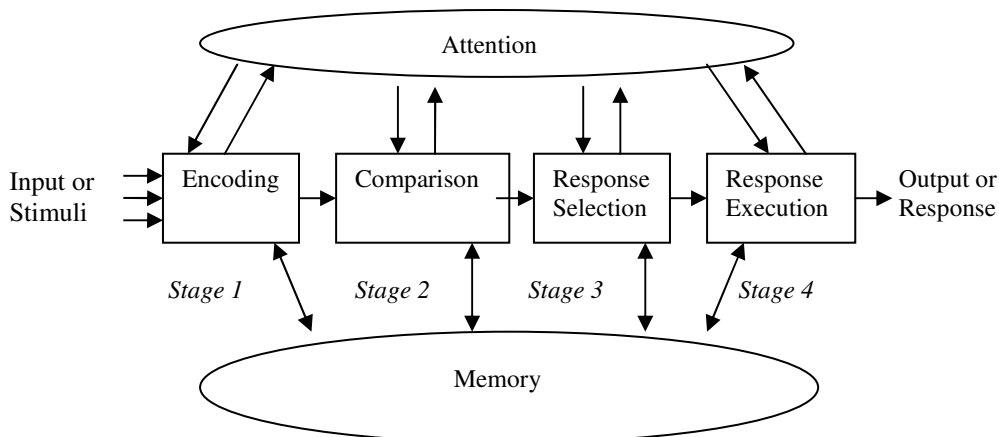 Attention
Input or
Stimuli
Encoding
Comparison
Response
Selection
Response
Execution
Output or
Response
Stage 1
Stage 2
Stage 3
Stage 4
Memory